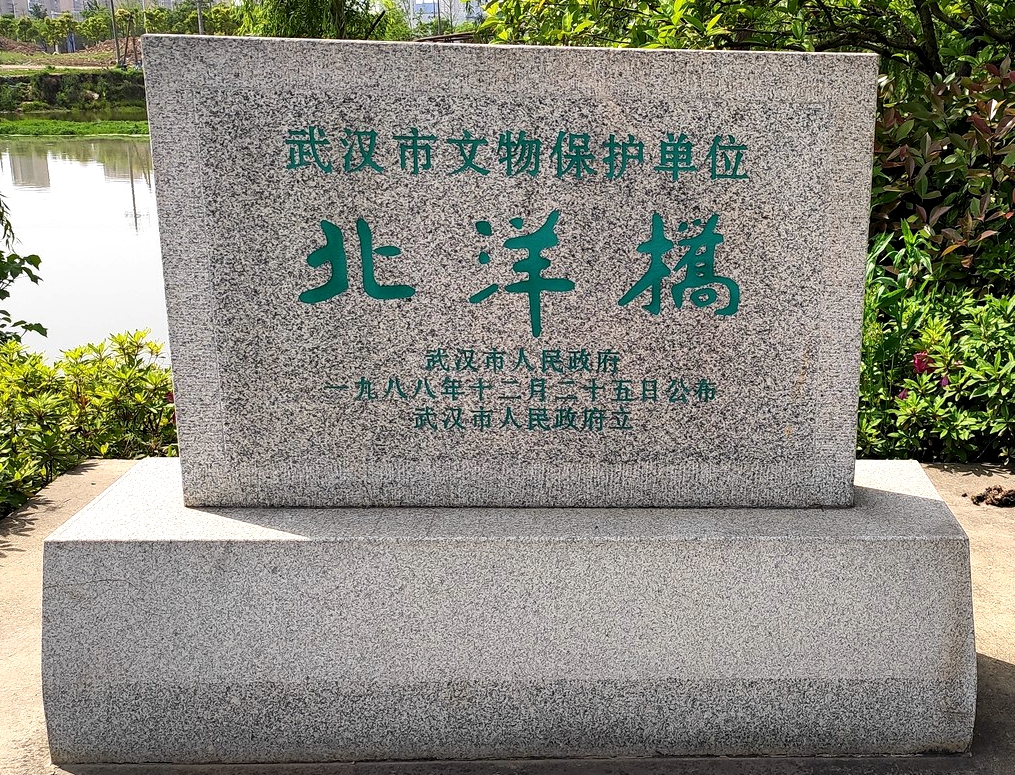 武汉市文物保护单位
北洋橋
武汉市人民政府
一九八八年十二月二十五日公布
武汉市人民政府立